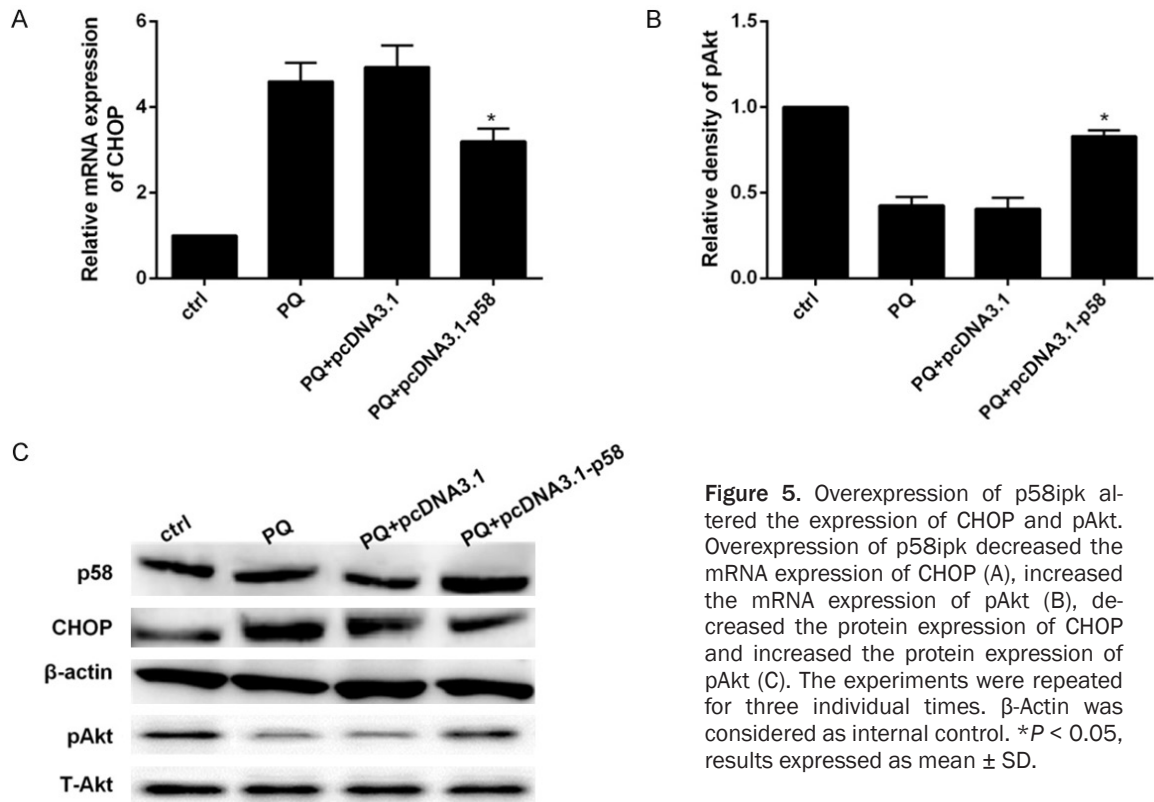 A
Relative mRNA expression
of CHOP
6
4
2
0
*
ctrl
PQ
PQ+pcDNA3.1
PQ+pcDNA3.1-p58
B
Relative density of pAkt
1.5
1.0
0.5
0.0
*
ctrl
PQ
PQ+pcDNA3.1
PQ+pcDNA3.1-p58
C
ctrl
PQ
PQ+pcDNA3.1
PQ+pcDNA3.1-p58
p58
CHOP
β-actin
pAkt
T-Akt
Figure 5. Overexpression of p58ipk al-
tered the expression of CHOP and pAkt.
Overexpression of p58ipk decreased the
mRNA expression of CHOP (A), increased
the mRNA expression of pAkt (B), de-
creased the protein expression of CHOP
and increased the protein expression of
pAkt (C). The experiments were repeated
for three individual times. β-Actin was
considered as internal control. *P < 0.05,
results expressed as mean ± SD.